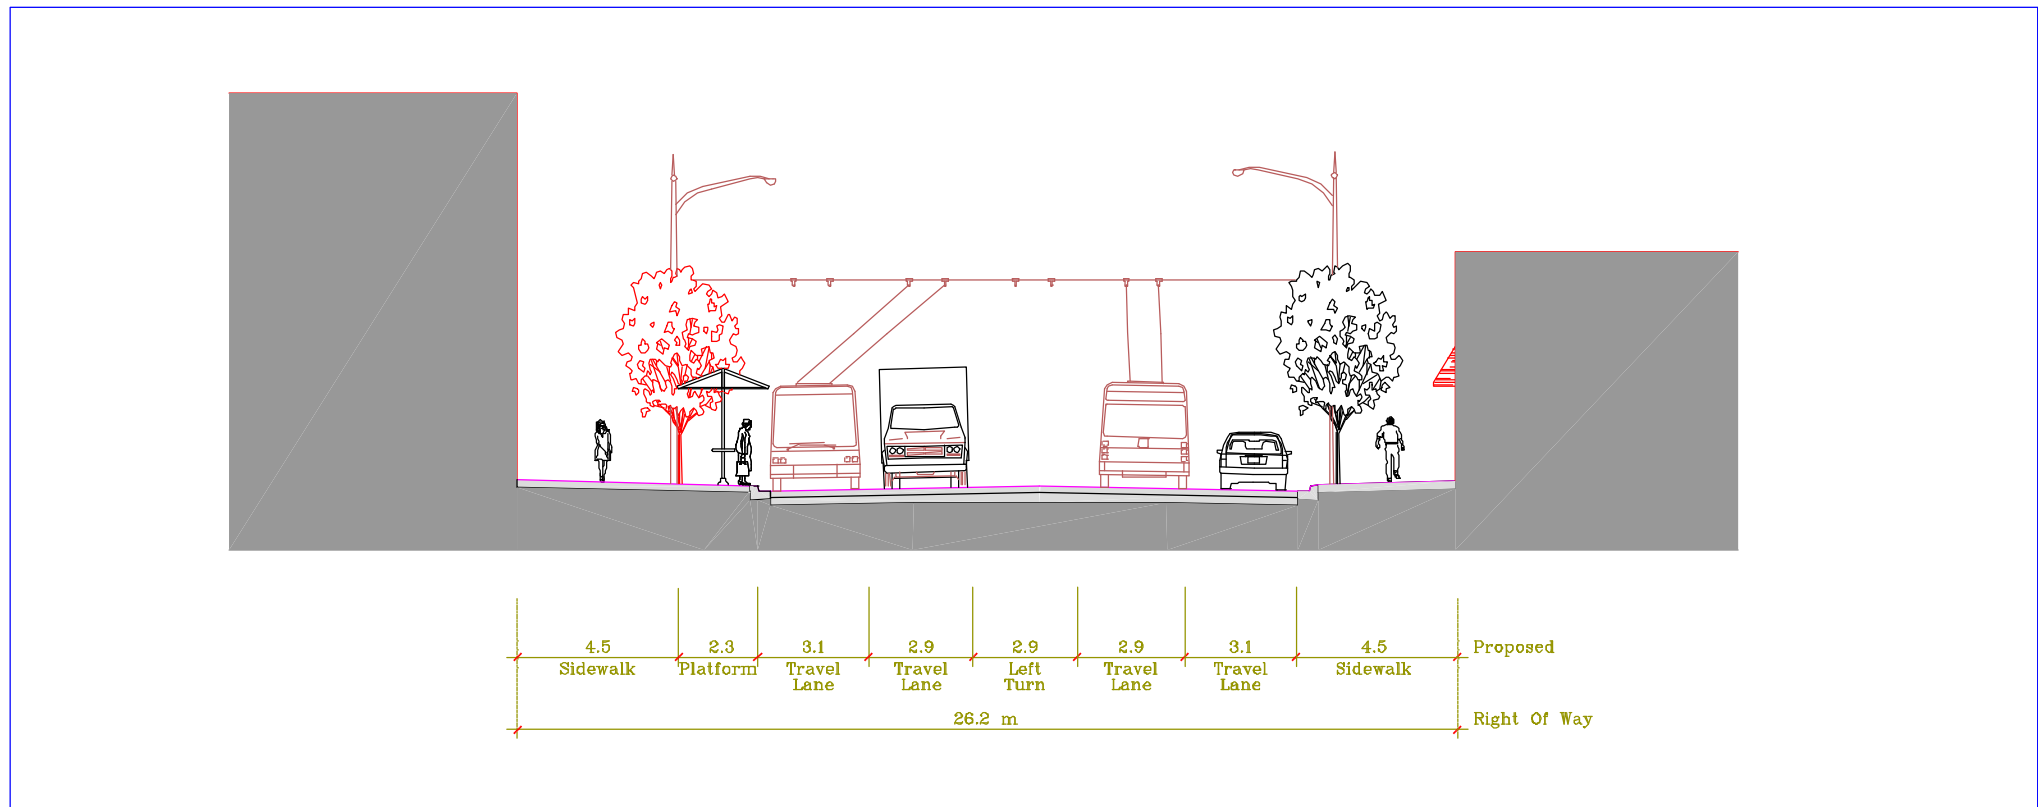 4.5 2.3 3.1 2.9 2.9 2.9 3.1 4.5 Proposed
Sidewalk Platform Travel Travel Left Travel Travel Sidewalk
Lane Lane Turn Lane Lane
26.2 m Right Of Way